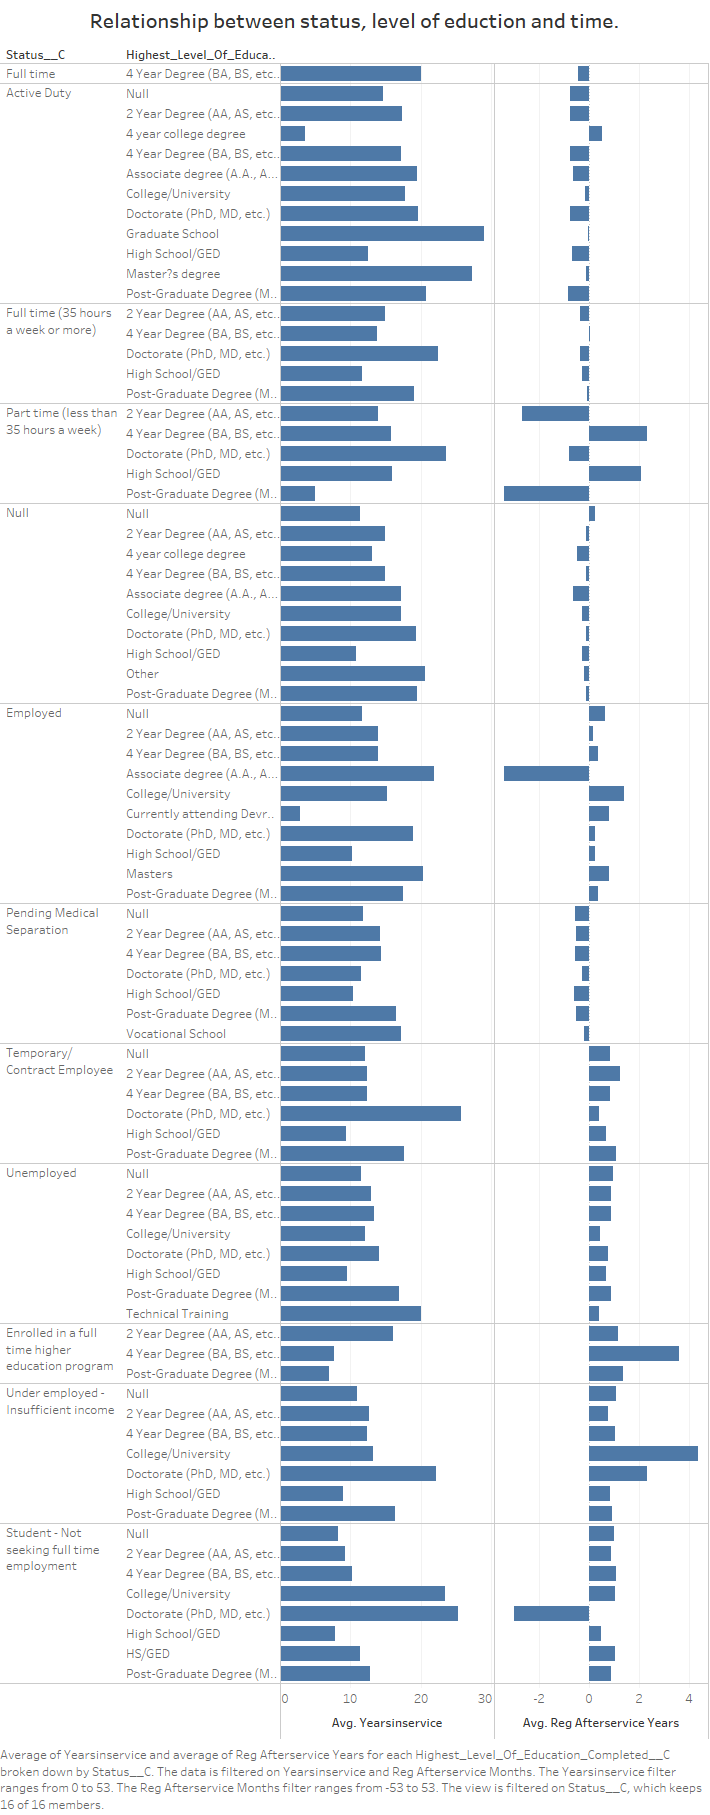 Relationship between status, level of eduction and time.
Status__C Highest_Level_Of_Educa..
Full time 4 Year Degree (BA, BS, etc..
Active Duty Null
2 Year Degree (AA, AS, etc..
4 year college degree
4 Year Degree (BA, BS, etc..
Associate degree (A.A., A...
College/University
Doctorate (PhD, MD, etc.)
Graduate School
High School/GED
Master?s degree
Post-Graduate Degree (M..
Full time (35 hours 2 Year Degree (AA, AS, etc..
a week or more) 4 Year Degree (BA, BS, etc..
Doctorate (PhD, MD, etc.)
High School/GED
Post-Graduate Degree (M..
Part time (less than 2 Year Degree (AA, AS, etc..
35 hours a week) 4 Year Degree (BA, BS, etc..
Doctorate (PhD, MD, etc.)
High School/GED
Post-Graduate Degree (M..
Null Null
2 Year Degree (AA, AS, etc..
4 year college degree
4 Year Degree (BA, BS, etc..
Associate degree (A.A., A...
College/University
Doctorate (PhD, MD, etc.)
High School/GED
Other
Post-Graduate Degree (M..
Employed Null
2 Year Degree (AA, AS, etc..
4 Year Degree (BA, BS, etc..
Associate degree (A.A., A...
College/University
Currently attending Devr..
Doctorate (PhD, MD, etc.)
High School/GED
Masters
Post-Graduate Degree (M..
Pending Medical Null
Separation 2 Year Degree (AA, AS, etc..
4 Year Degree (BA, BS, etc..
Doctorate (PhD, MD, etc.)
High School/GED
Post-Graduate Degree (M..
Vocational School
Temporary/ Null
Contract Employee 2 Year Degree (AA, AS, etc..
4 Year Degree (BA, BS, etc..
Doctorate (PhD, MD, etc.)
High School/GED
Post-Graduate Degree (M..
Unemployed Null
2 Year Degree (AA, AS, etc..
4 Year Degree (BA, BS, etc..
College/University
Doctorate (PhD, MD, etc.)
High School/GED
Post-Graduate Degree (M..
Technical Training
Enrolled in a full 2 Year Degree (AA, AS, etc..
time higher 4 Year Degree (BA, BS, etc..
education program Post-Graduate Degree (M..
Under employed - Null
Insufficient income 2 Year Degree (AA, AS, etc..
4 Year Degree (BA, BS, etc..
College/University
Doctorate (PhD, MD, etc.)
High School/GED
Post-Graduate Degree (M..
Student - Not Null
seeking full time 2 Year Degree (AA, AS, etc..
employment 4 Year Degree (BA, BS, etc..
College/University
Doctorate (PhD, MD, etc.)
High School/GED
HS/GED
Post-Graduate Degree (M..
0 10 20 30 -2 0 2 4
Avg. Yearsinservice Avg. Reg Afterservice Years
Average of Yearsinservice and average of Reg Afterservice Years for each Highest_Level_Of_Education_Completed__C
broken down by Status__C. The data is filtered on Yearsinservice and Reg Afterservice Months. The Yearsinservice filter
ranges from 0 to 53. The Reg Afterservice Months filter ranges from -53 to 53. The view is filtered on Status__C, which keeps
16 of 16 members.